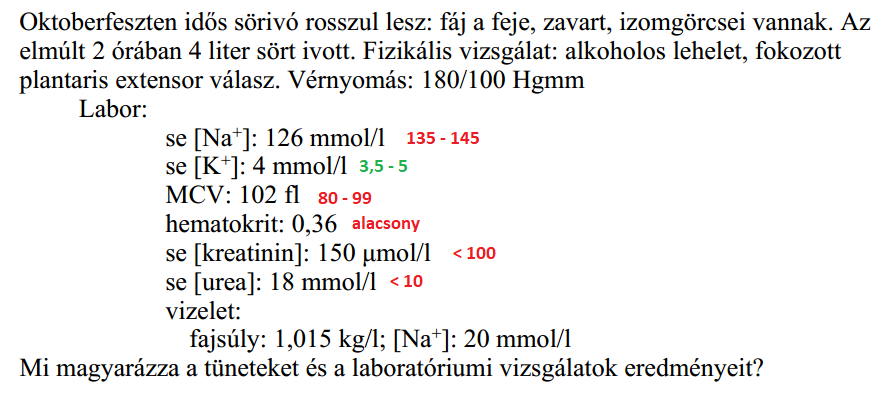 Oktoberfeszten idős sörivó rosszul lesz: fáj a feje, zavart, izomgörcsei vannak. Az
elmúlt 2 órában 4 liter sört ivott. Fizikális vizsgálat: alkoholos lehelet, fokozott
plantaris extensor válasz. Vérnyomás: 180/100 Hgmm
Labor:
se [Na⁺]: 126 mmol/l 135 - 145
se [K⁺]: 4 mmol/l 3,5 - 5
MCV: 102 fl 80 - 99
hematokrit: 0,36 alacsony
se [kreatinin]: 150 μmol/l < 100
se [urea]: 18 mmol/l < 10
vizelet:
fajsúly: 1,015 kg/l; [Na⁺]: 20 mmol/l
Mi magyarázza a tüneteket és a laboratóriumi vizsgálatok eredményeit?